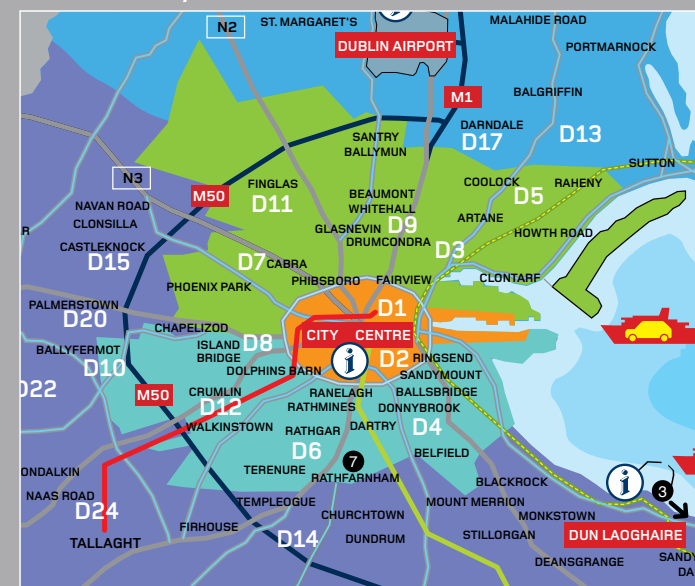 N2
ST. MARGARET'S
MALAHIDE ROAD
DUBLIN AIRPORT
PORTMARNOCK
M1
BALGRIFFIN
DARNDALE
D17
D13
SANTRY
BALLYMUN
SUTTON
N3
FINGLAS
D11
COOLOCK
D5
RAHENY
M50
BEAUMONT
WHITEHALL
NAVAN ROAD
CLONSILLA
GLASNEVIN
D9
DRUMCONDRA
ARTANE
HOWTH ROAD
R
CASTLEKNOCK
D15
D7
CABRA
D3
PHIBSBORO
FAIRVIEW
CLONTARF
PHOENIX PARK
PALMERSTOWN
D20
D1
CHAPELIZOD
CITY CENTRE
BALLYFERMOT
D10
ISLAND
BRIDGE
D8
i
D2
RINGSEND
DOLPHINS BARN
SANDYMOUNT
D22
M50
CRUMLIN
D12
RANELAGH
RATHMINES
BALLSBRIDGE
DONNYBROOK
WALKINSTOWN
RATHGAR
DARTRY
D4
D6
BELFIELD
7
TERENURE
RATHFARNHAM
ONDALKIN
BLACKROCK
i
3
NAAS ROAD
D24
TEMPLEOGUE
MOUNT MERRION
CHURCHTOWN
MONKSTOWN
FIRHOUSE
TALLAGHT
D14
DUNDRUM
STILLORGAN
DUN LAOGHAIRE
DEANSGRANGE
SANDY
DA